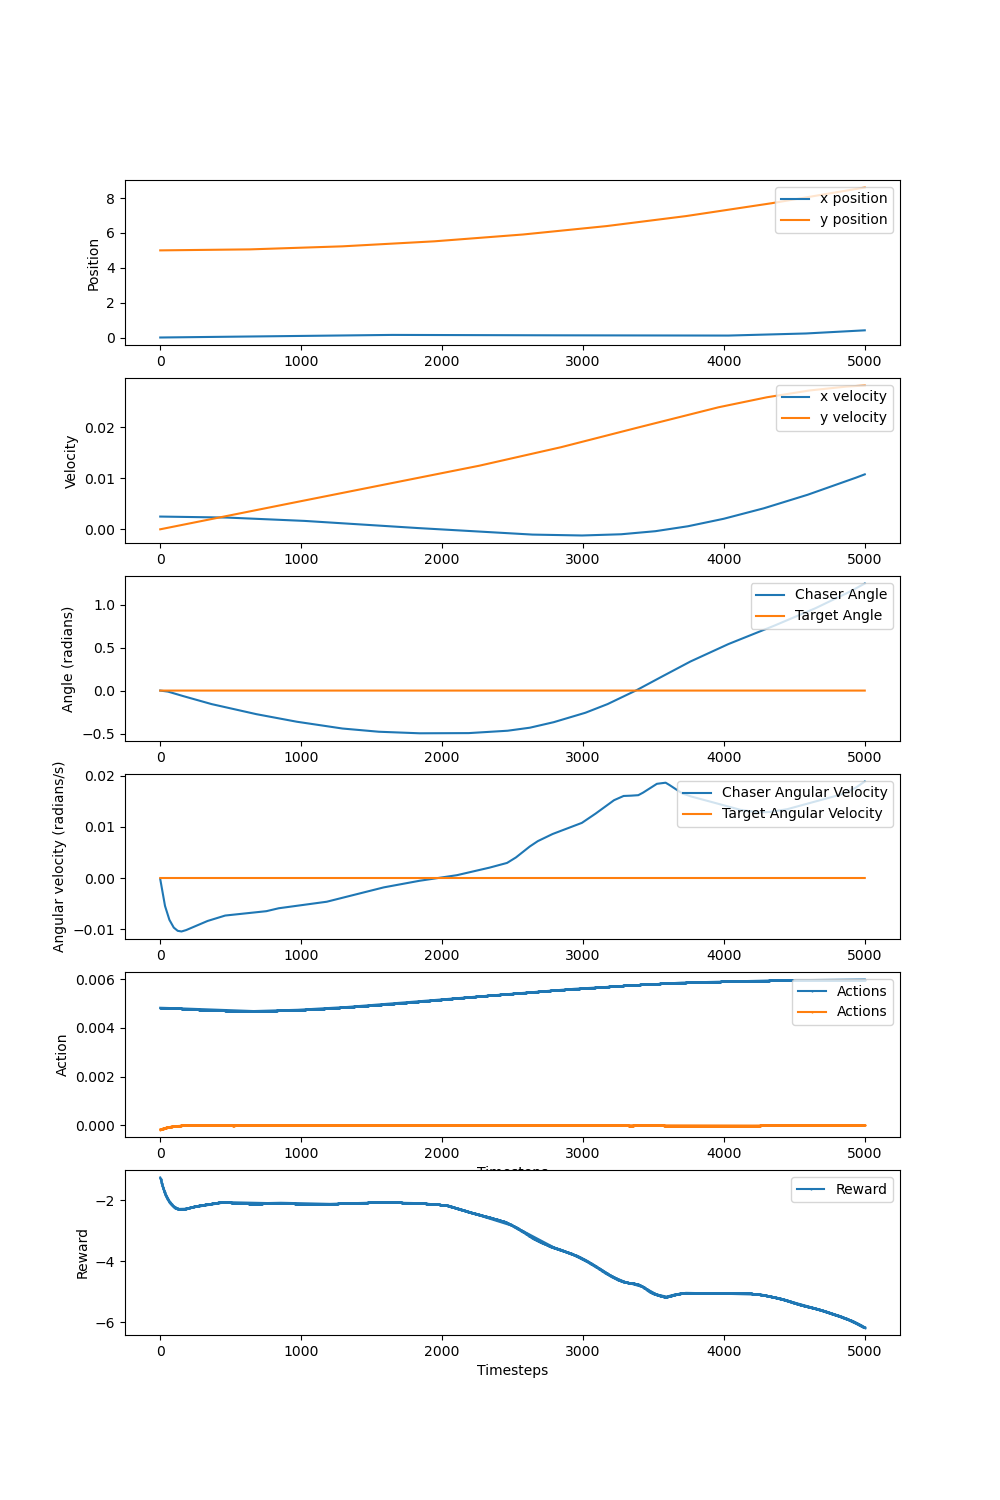 Position
8
6
4
2
0
x position
y position
0 1000 2000 3000 4000 5000
Velocity
0.02
0.01
0.00
x velocity
y velocity
0 1000 2000 3000 4000 5000
Angle (radians)
1.0
0.5
0.0
−0.5
Chaser Angle
Target Angle
0 1000 2000 3000 4000 5000
Angular velocity (radians/s)
0.02
0.01
0.00
−0.01
Chaser Angular Velocity
Target Angular Velocity
0 1000 2000 3000 4000 5000
Action
0.006
0.004
0.002
0.000
Actions
Actions
0 1000 2000 3000 4000 5000
Timesteps
Reward
−2
−4
−6
Reward
0 1000 2000 3000 4000 5000
Timesteps